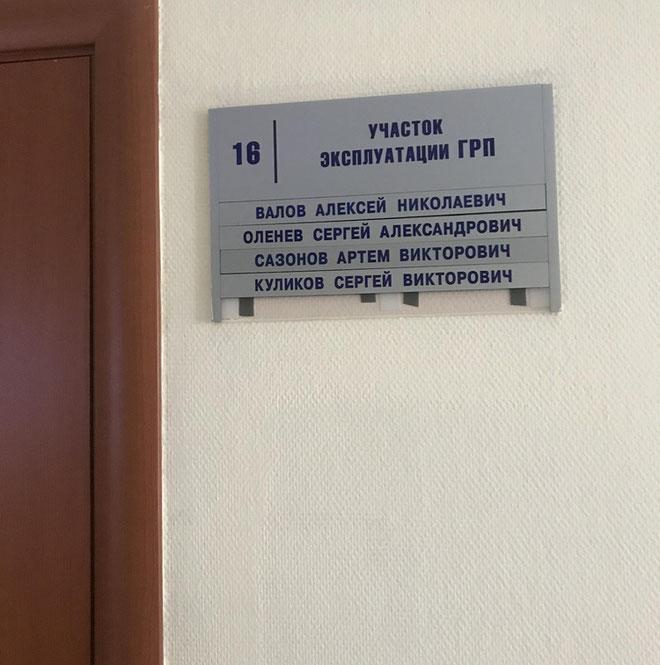 16
УЧАСТОК
ЭКСПЛУАТАЦИИ ГРП
ВАЛОВ АЛЕКСЕЙ НИКОЛАЕВИЧ
ОЛЕНЕВ СЕРГЕЙ АЛЕКСАНДРОВИЧ
САЗОНОВ АРТЕМ ВИКТОРОВИЧ
КУЛИКОВ СЕРГЕЙ ВИКТОРОВИЧ